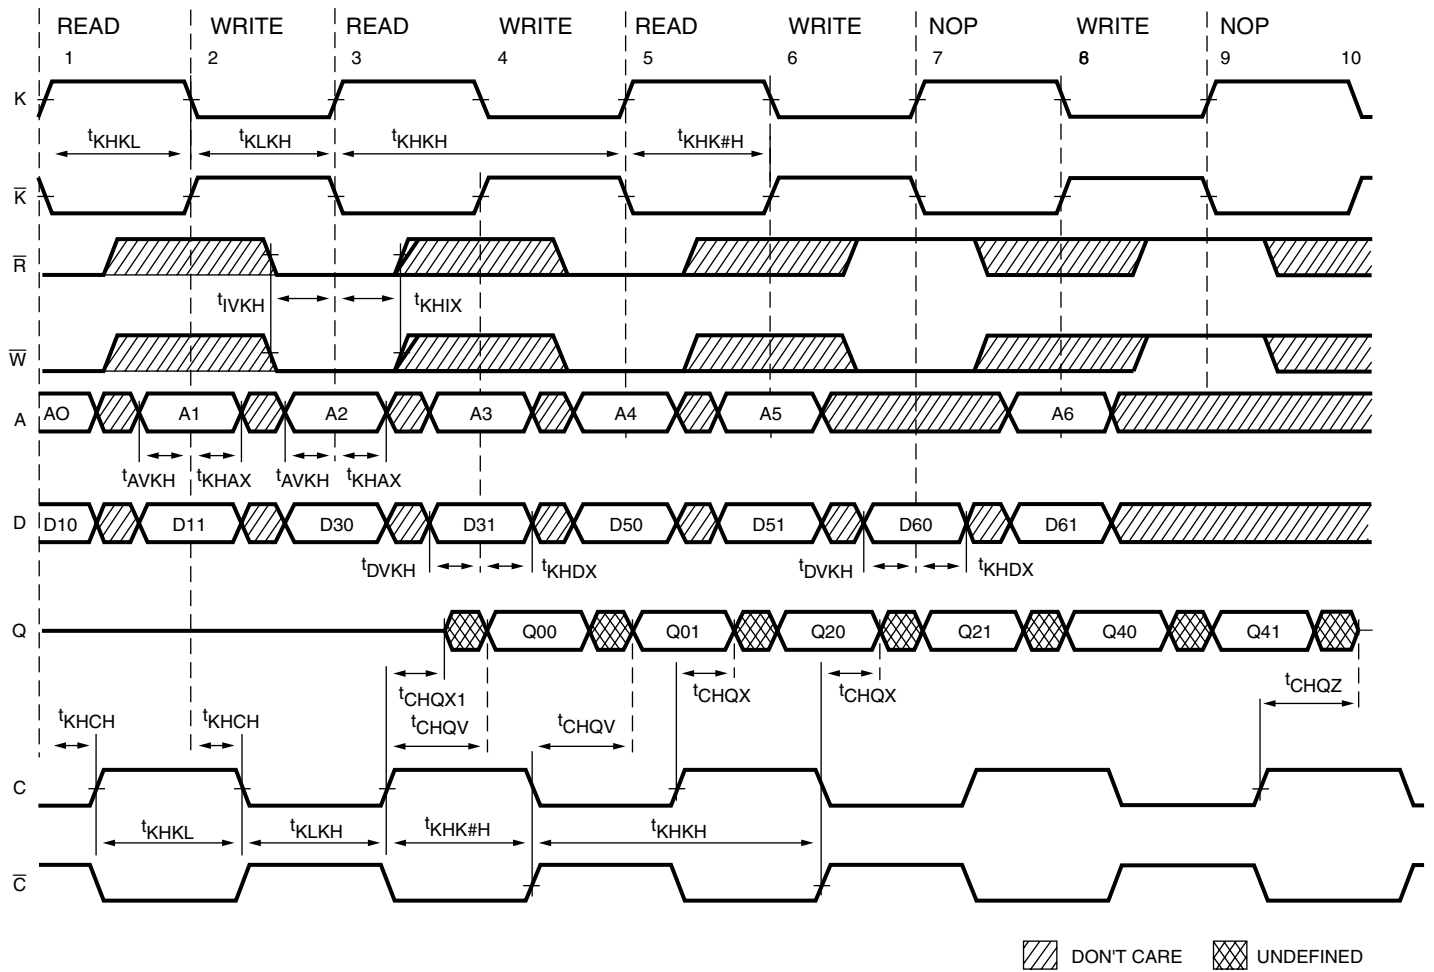 READ WRITE READ WRITE READ WRITE NOP WRITE NOP
1 2 3 4 5 6 7 8 9 10
K
tKHKL tKLKH tKHKH tKHK#H
K̅
R̅
tIVKH tKHIX
W̅
A AO A1 A2 A3 A4 A5 A6
tAVKH tKHAX tAVKH tKHAX
D D10 D11 D30 D31 D50 D51 D60 D61
tDVKH tKHDX tDVKH tKHDX
Q Q00 Q01 Q20 Q21 Q40 Q41
tCHQX1 tCHQX tCHQX tCHQZ
tKHCH tKHCH tCHQV tCHQV
C
tKHKL tKLKH tKHK#H tKHKH
C̅
DON'T CARE UNDEFINED